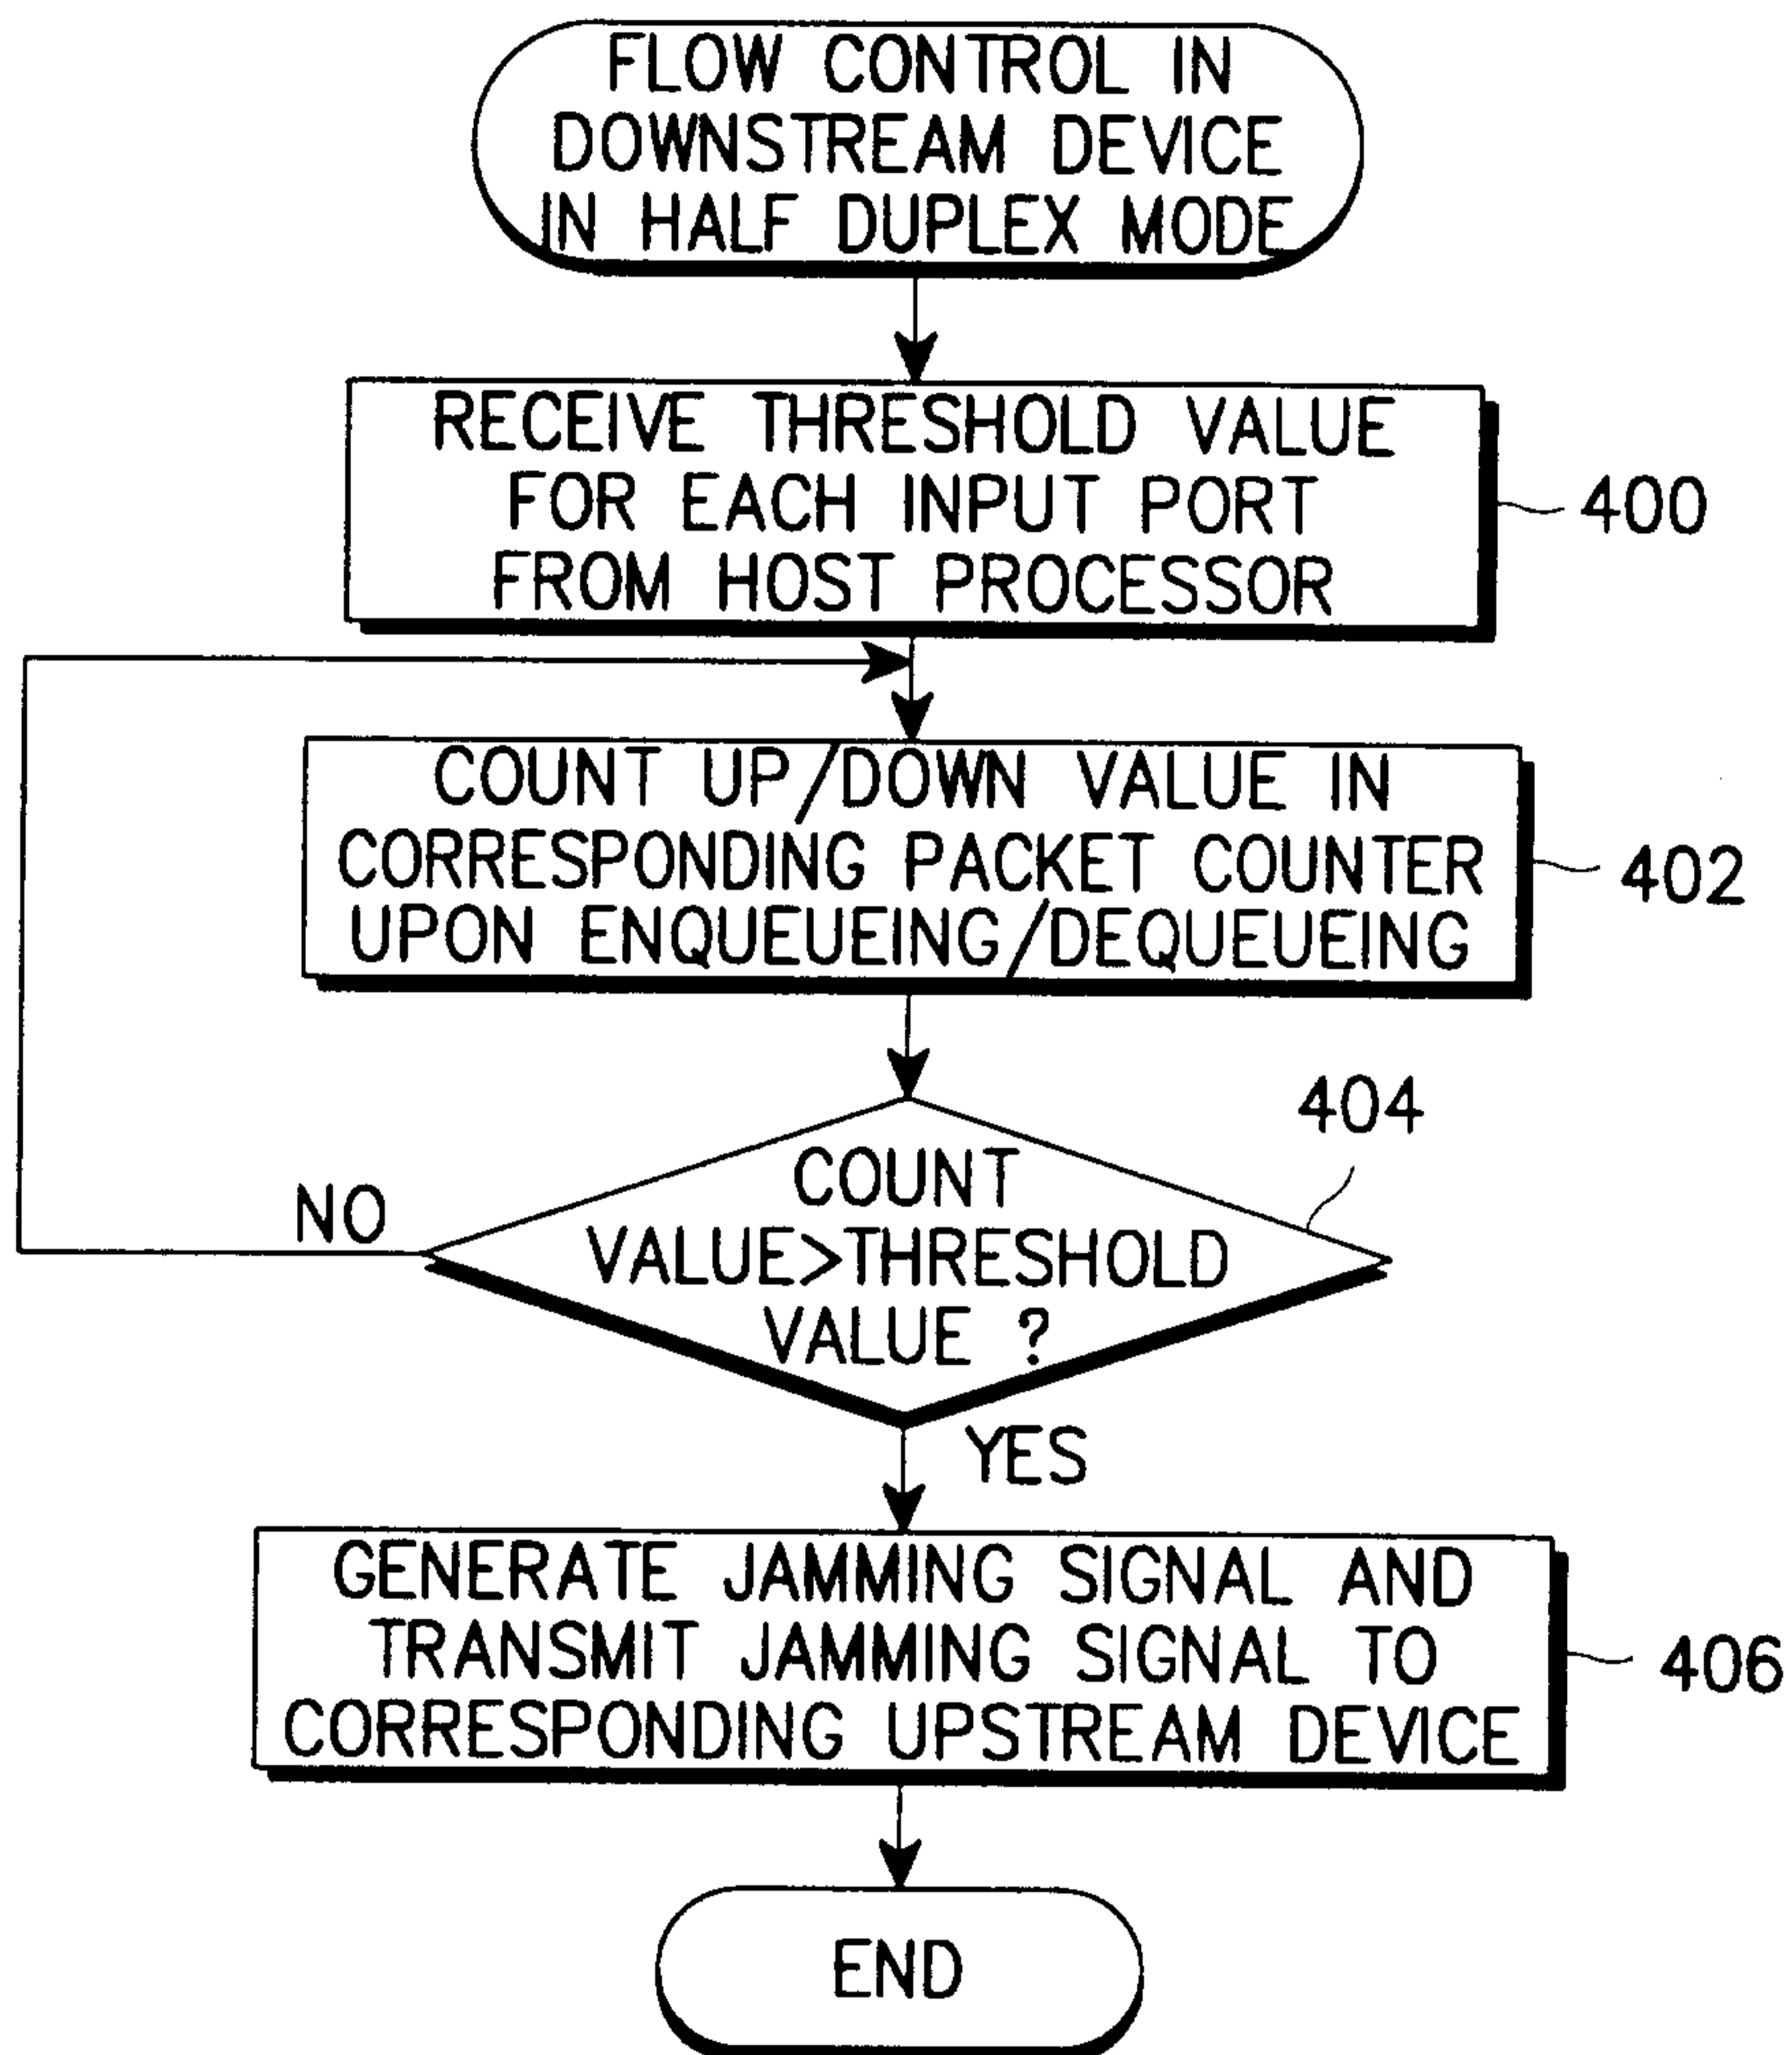 FLOW CONTROL IN
DOWNSTREAM DEVICE
IN HALF DUPLEX MODE
RECEIVE THRESHOLD VALUE
FOR EACH INPUT PORT
FROM HOST PROCESSOR
400
COUNT UP/DOWN VALUE IN
CORRESPONDING PACKET COUNTER
UPON ENQUEUEING/DEQUEUEING
402
404
COUNT
VALUE>THRESHOLD
VALUE ?
NO
YES
GENERATE JAMMING SIGNAL AND
TRANSMIT JAMMING SIGNAL TO
CORRESPONDING UPSTREAM DEVICE
406
END